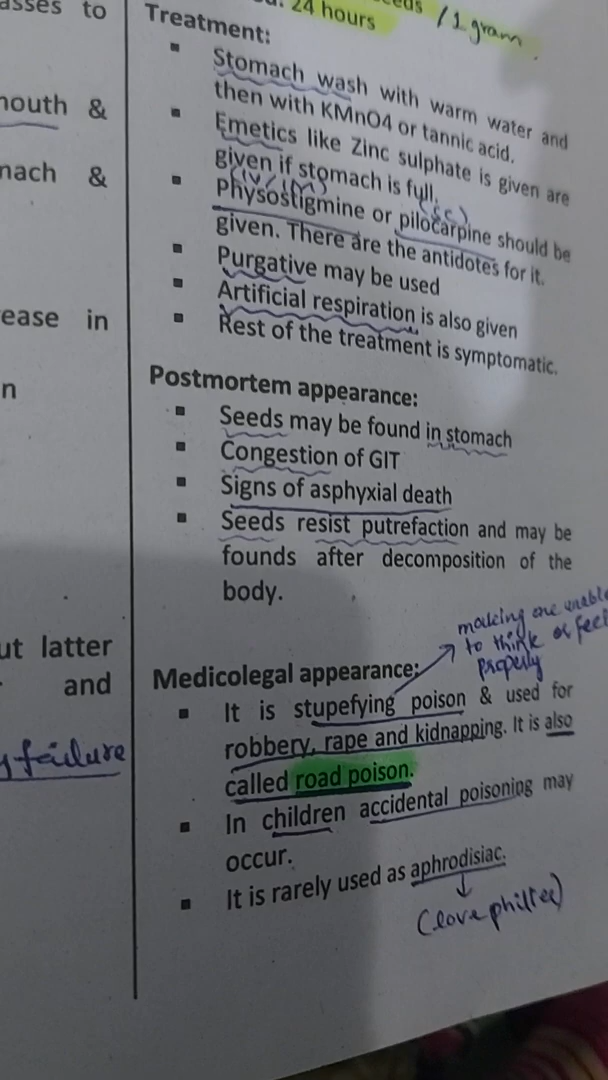 asses to
mouth &
mach &
ease in
n
ut latter
and
failure
24 hours
/1 gram.
Treatment:
▪ Stomach wash with warm water and
then with KMnO4 or tannic acid.
▪ Emetics like Zinc sulphate is given are
given if stomach is full.
(IV/IM)
(sc)
▪ Physostigmine or pilocarpine should be
given. There are the antidotes for it.
▪ Purgative may be used
▪ Artificial respiration is also given
▪ Rest of the treatment is symptomatic.
Postmortem appearance:
▪ Seeds may be found in stomach
▪ Congestion of GIT
▪ Signs of asphyxial death
▪ Seeds resist putrefaction and may be
founds after decomposition of the
body.
making one unable
to think or feel
properly
Medicolegal appearance:
▪ It is stupefying poison & used for
robbery, rape and kidnapping. It is also
called road poison.
▪ In children accidental poisoning may
occur.
▪ It is rarely used as aphrodisiac.
(love philter)